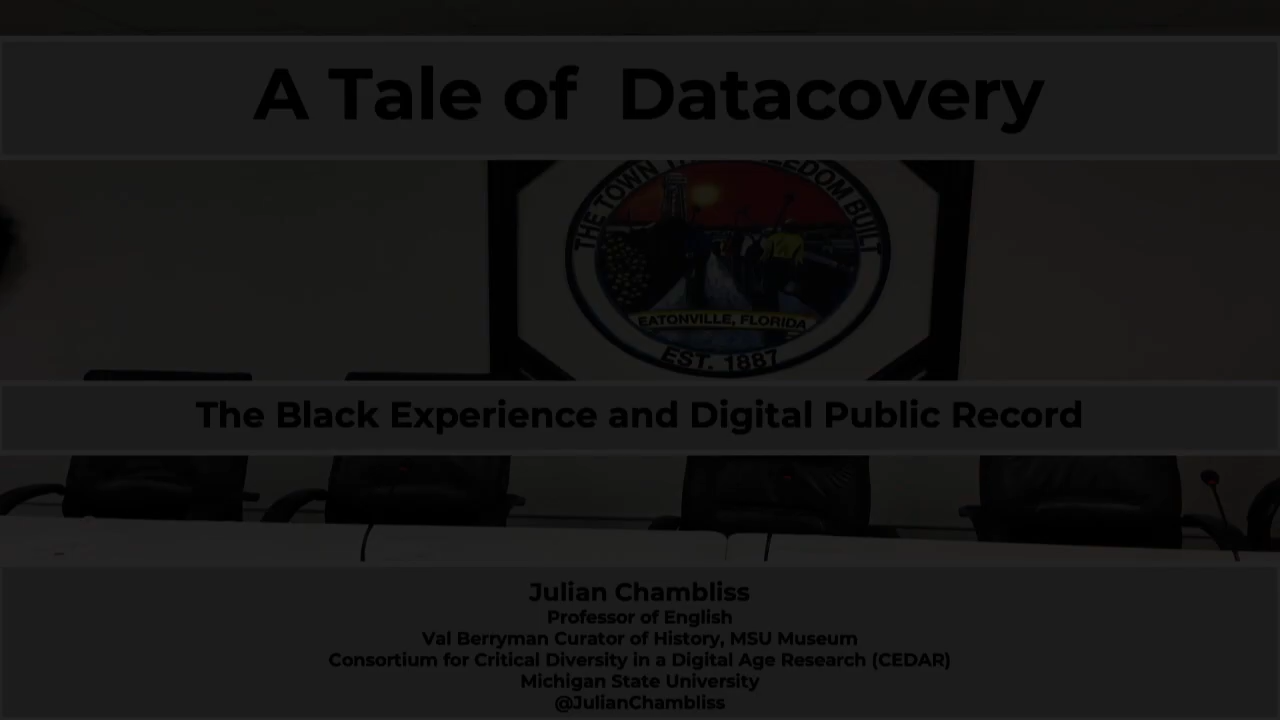 A Tale of  Datacovery
THE TOWN
FREEDOM BUILT
EATONVILLE, FLORIDA
EST. 1887
The Black Experience and Digital Public Record
Julian Chambliss
Professor of English
Val Berryman Curator of History, MSU Museum
Consortium for Critical Diversity in a Digital Age Research (CEDAR)
Michigan State University
@JulianChambliss